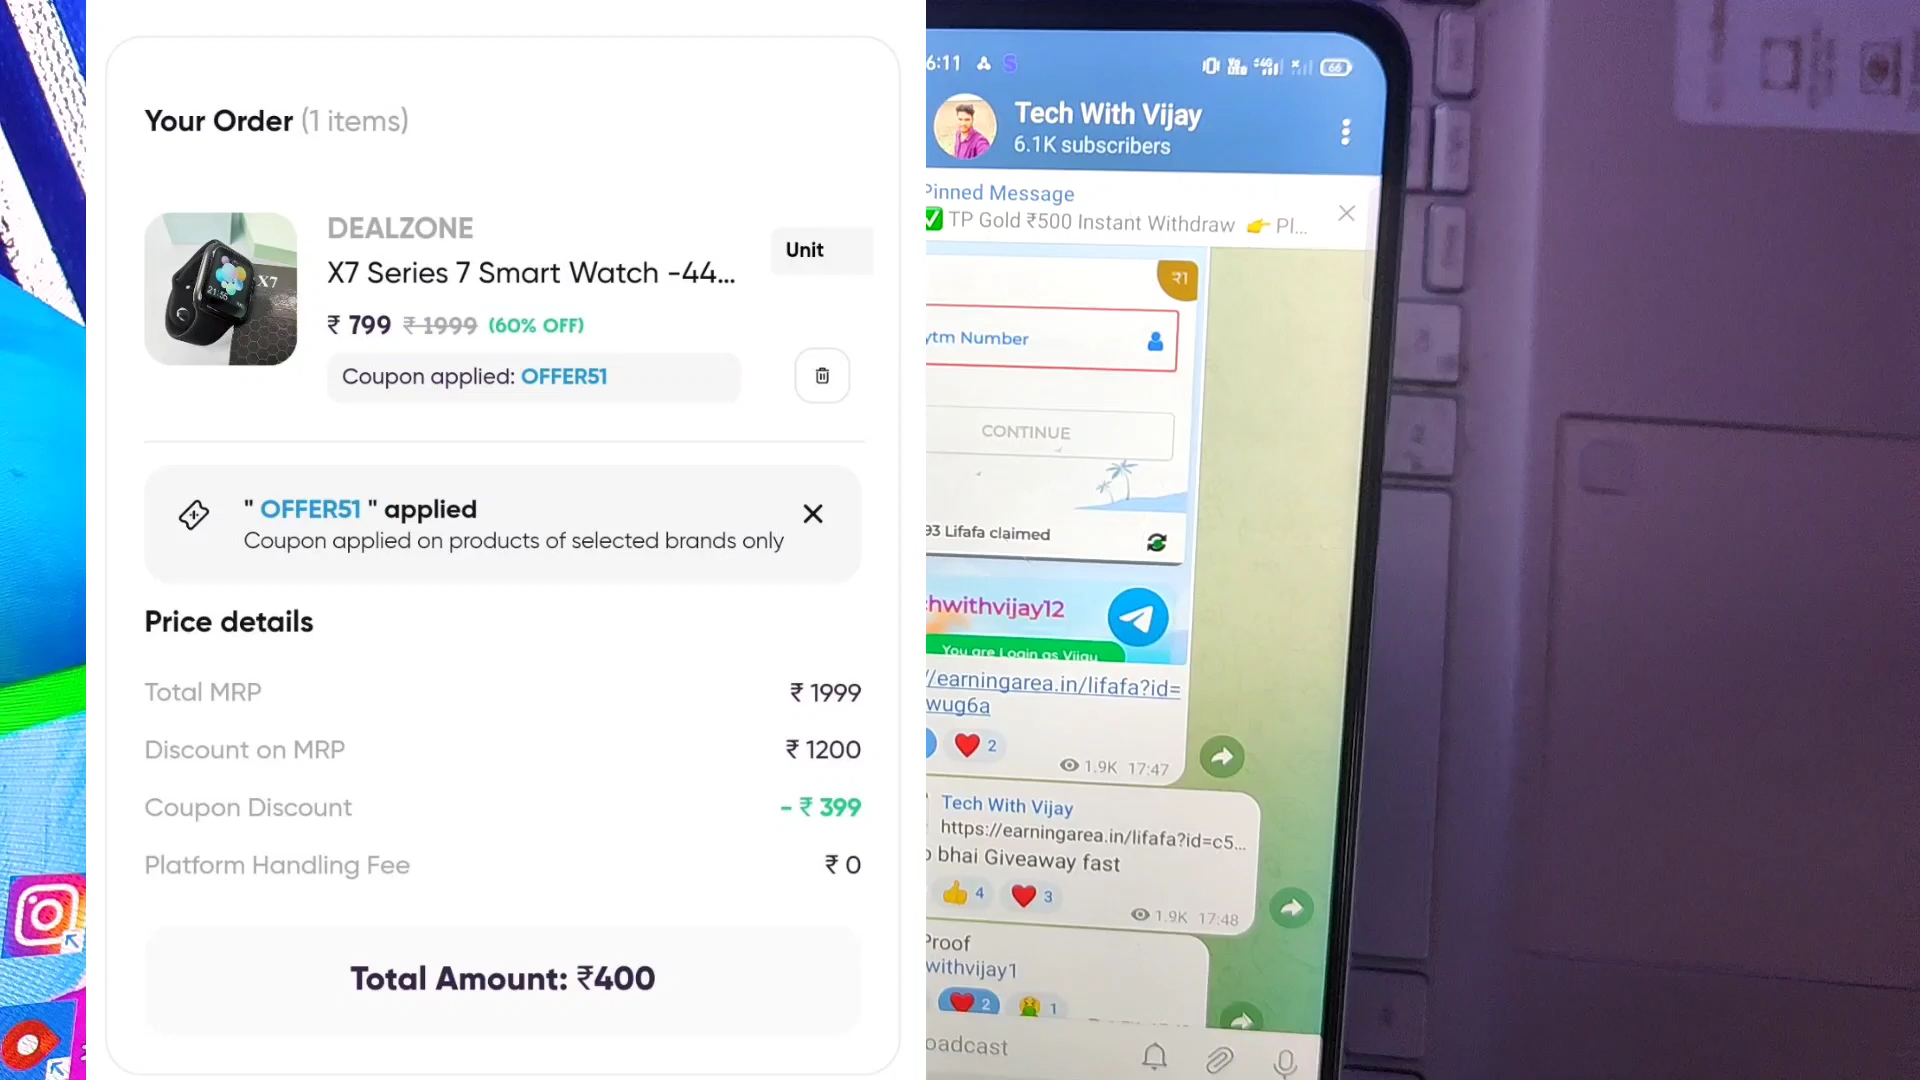 Your Order (1 items)
DEALZONE
X7 Series 7 Smart Watch -44...
Unit
₹ 799 ₹ 1999 (60% OFF)
Coupon applied: OFFER51
X7
" OFFER51 " applied
Coupon applied on products of selected brands only
Price details
Total MRP ₹ 1999
Discount on MRP ₹ 1200
Coupon Discount - ₹ 399
Platform Handling Fee ₹ 0
Total Amount: ₹400
6:11
66
Tech With Vijay
6.1K subscribers
Pinned Message
TP Gold ₹500 Instant Withdraw 👉 Pl...
₹1
ytm Number
CONTINUE
93 Lifafa claimed
hwithvijay12
You are Login as Vijay
/earningarea.in/lifafa?id=
wug6a
2
1.9K 17:47
Tech With Vijay
https://earningarea.in/lifafa?id=c5...
bhai Giveaway fast
4 3
1.9K 17:48
Proof
withvijay1
2 1
oadcast